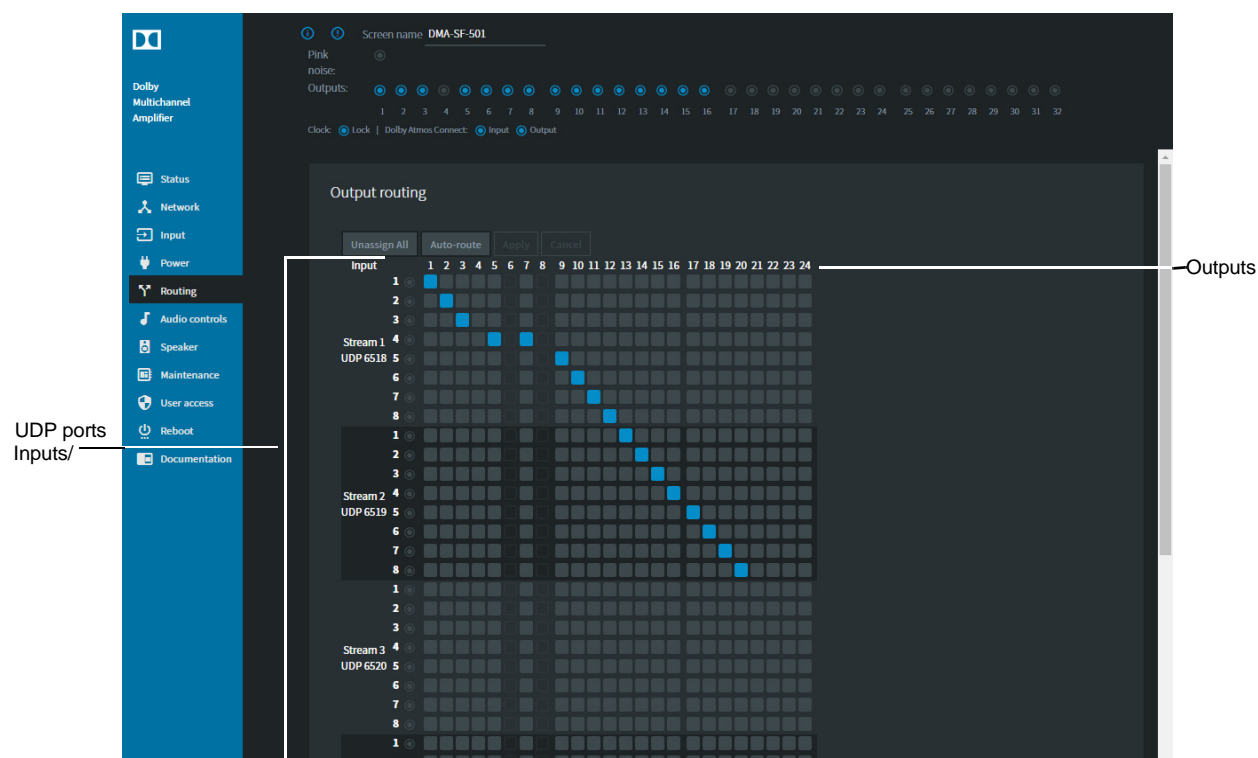 Dolby
Multichannel
Amplifier
Status
Network
Input
Power
Routing
Audio controls
Speaker
Maintenance
User access
Reboot
Documentation
Screen name DMA-SF-501
Pink
noise:
Outputs:
1 2 3 4 5 6 7 8 9 10 11 12 13 14 15 16 17 18 19 20 21 22 23 24 25 26 27 28 29 30 31 32
Clock: Lock | Dolby Atmos Connect: Input Output
Output routing
Unassign All Auto-route Apply Cancel
Input 1 2 3 4 5 6 7 8 9 10 11 12 13 14 15 16 17 18 19 20 21 22 23 24
1
2
3
Stream 1 4
UDP 6518 5
6
7
8
1
2
3
Stream 2 4
UDP 6519 5
6
7
8
1
2
3
Stream 3 4
UDP 6520 5
6
7
8
1
UDP ports
Inputs/
Outputs